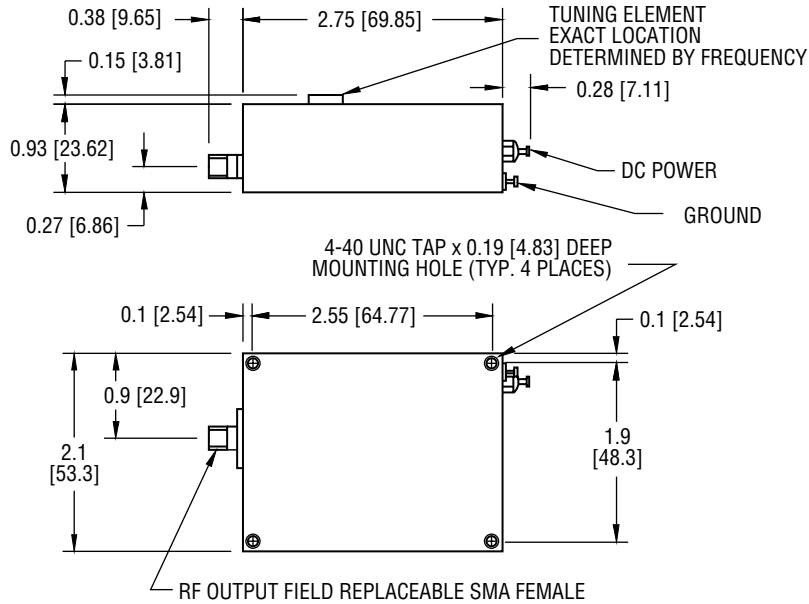 0.38 [9.65]
2.75 [69.85]
TUNING ELEMENT
EXACT LOCATION
DETERMINED BY FREQUENCY
0.15 [3.81]
0.28 [7.11]
0.93 [23.62]
DC POWER
0.27 [6.86]
GROUND
4-40 UNC TAP x 0.19 [4.83] DEEP
MOUNTING HOLE (TYP. 4 PLACES)
0.1 [2.54]
2.55 [64.77]
0.1 [2.54]
0.9 [22.9]
2.1
[53.3]
1.9
[48.3]
RF OUTPUT FIELD REPLACEABLE SMA FEMALE